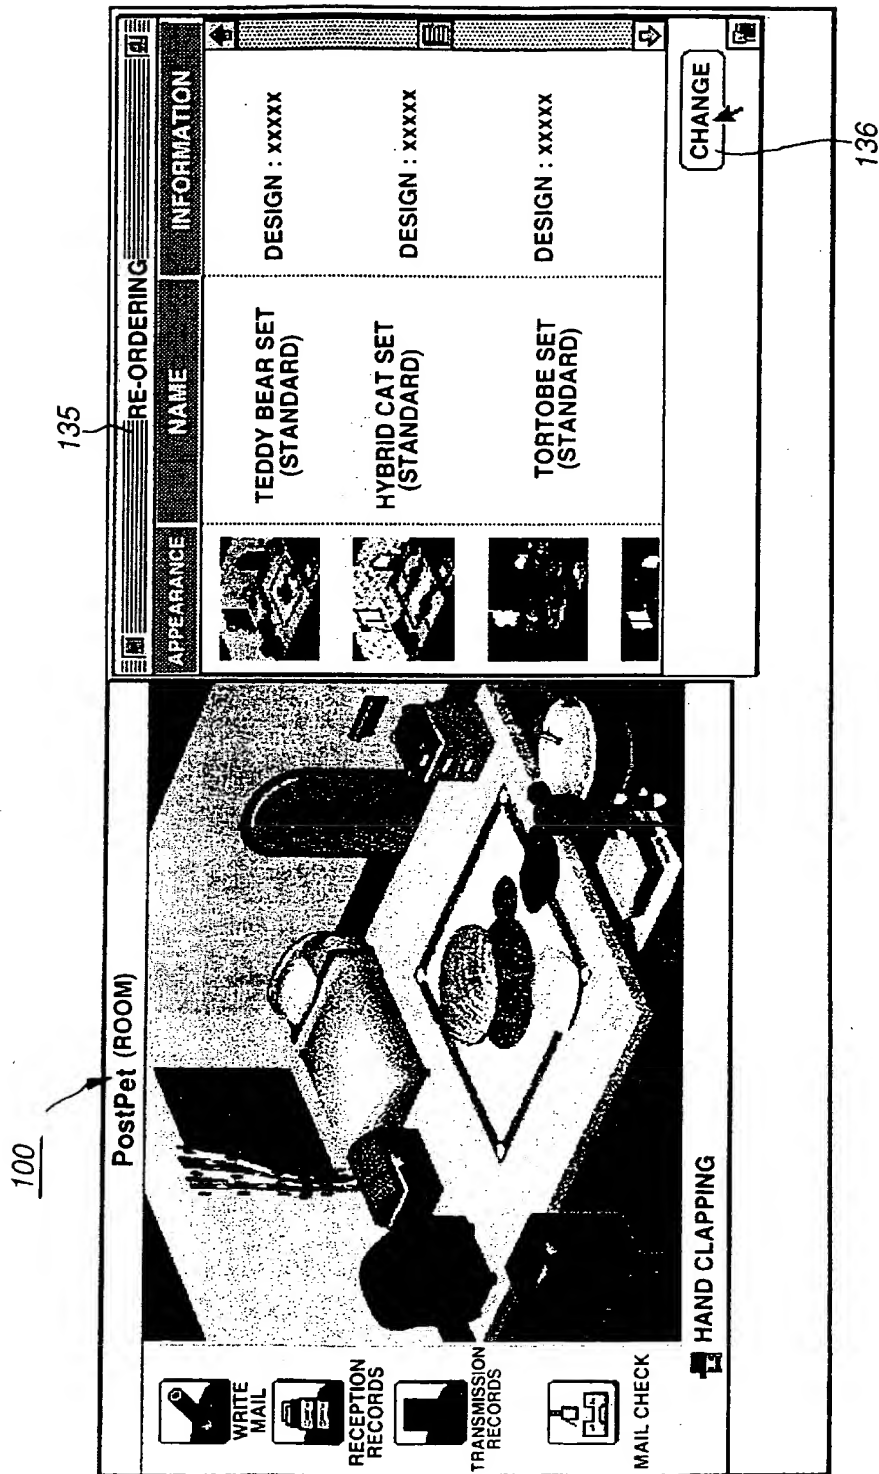 100
PostPet (ROOM)
WRITE
MAIL
RECEPTION
RECORDS
TRANSMISSION
RECORDS
MAIL CHECK
HAND CLAPPING
135
RE-ORDERING
APPEARANCE
NAME
INFORMATION
TEDDY BEAR SET
(STANDARD)
DESIGN : xxxxx
HYBRID CAT SET
(STANDARD)
DESIGN : xxxxx
TORTOBE SET
(STANDARD)
DESIGN : xxxxx
CHANGE
136